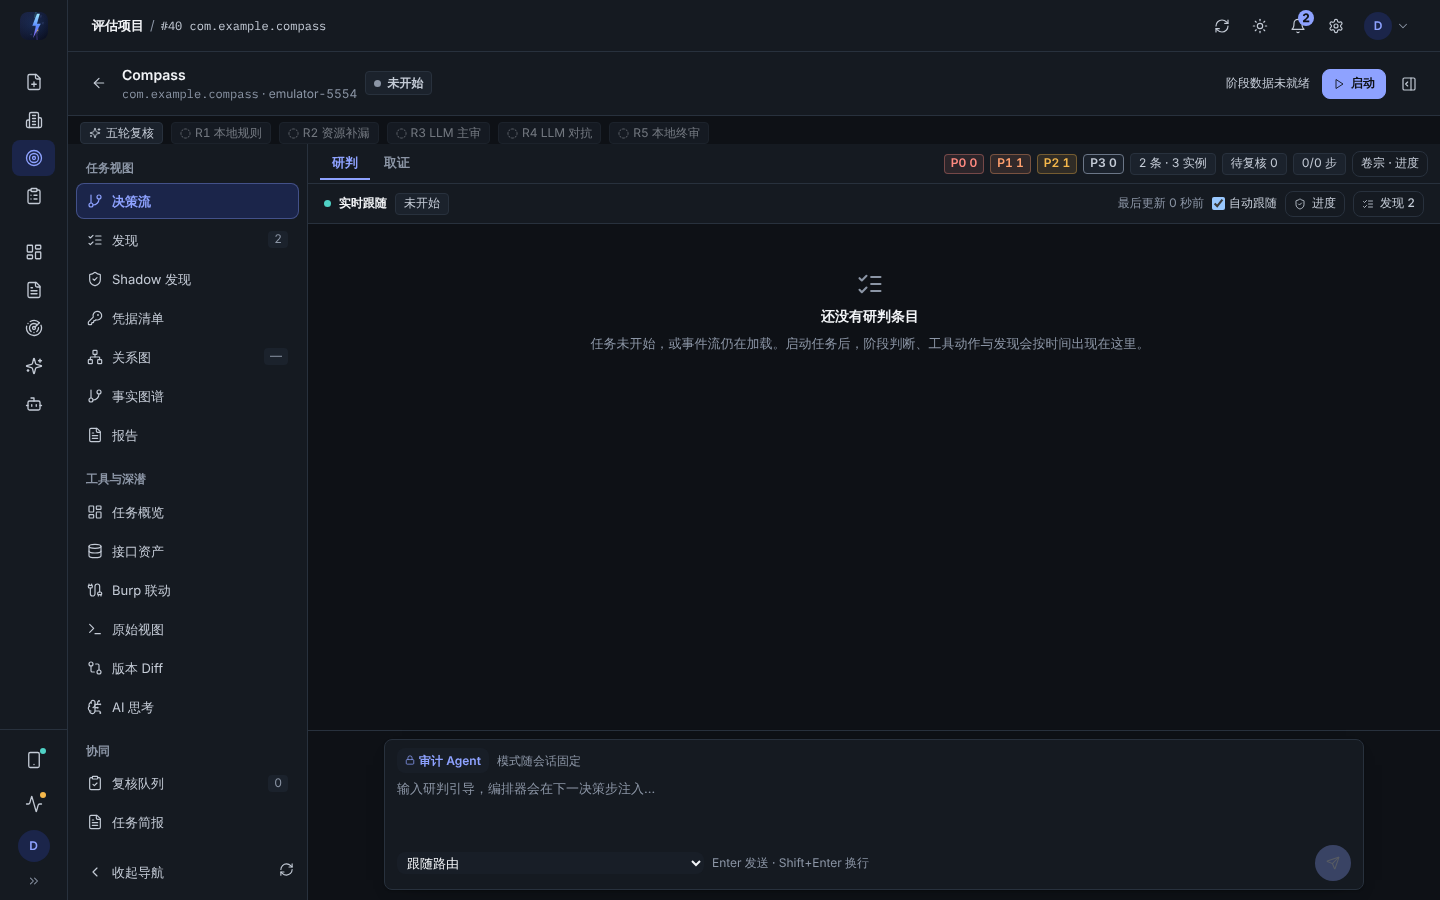 评估项目 / #40 com.example.compass
2
D
Compass
com.example.compass · emulator-5554
未开始
阶段数据未就绪
启动
五轮复核
R1 本地规则
R2 资源补漏
R3 LLM 主审
R4 LLM 对抗
R5 本地终审
任务视图
决策流
发现 2
Shadow 发现
凭据清单
关系图 —
事实图谱
报告
工具与深潜
任务概览
接口资产
Burp 联动
原始视图
版本 Diff
AI 思考
协同
复核队列 0
任务简报
收起导航
D
研判
取证
P0 0
P1 1
P2 1
P3 0
2 条 · 3 实例
待复核 0
0/0 步
卷宗 · 进度
实时跟随
未开始
最后更新 0 秒前
自动跟随
进度
发现 2
还没有研判条目
任务未开始，或事件流仍在加载。启动任务后，阶段判断、工具动作与发现会按时间出现在这里。
审计 Agent
模式随会话固定
输入研判引导，编排器会在下一决策步注入...
跟随路由
Enter 发送 · Shift+Enter 换行